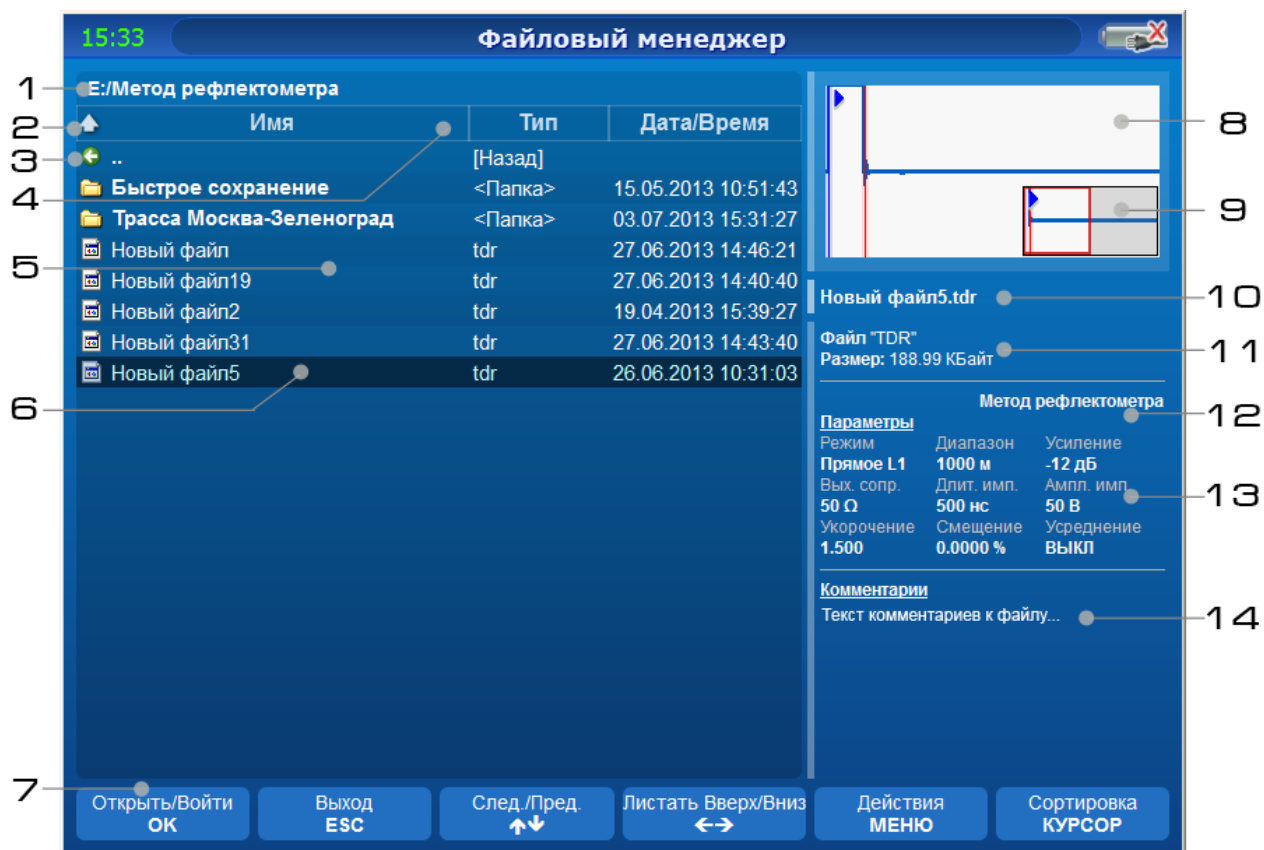 15:33 Файловый менеджер
1 E:/Метод рефлектометра
2 Имя Тип Дата/Время
3 .. [Назад]
4 Быстрое сохранение <Папка> 15.05.2013 10:51:43
Трасса Москва-Зеленоград <Папка> 03.07.2013 15:31:27
5 Новый файл tdr 27.06.2013 14:46:21
Новый файл19 tdr 27.06.2013 14:40:40
Новый файл2 tdr 19.04.2013 15:39:27
Новый файл31 tdr 27.06.2013 14:43:40
6 Новый файл5 tdr 26.06.2013 10:31:03
8
9
Новый файл5.tdr 10
Файл "TDR" 11
Размер: 188.99 КБайт
Метод рефлектометра 12
Параметры
Режим Диапазон Усиление
Прямое L1 1000 м -12 дБ
Вых. сопр. Длит. имп. Ампл. имп. 13
50 Ω 500 нс 50 В
Укорочение Смещение Усреднение
1.500 0.0000 % ВЫКЛ
Комментарии
Текст комментариев к файлу... 14
7 Открыть/Войти Выход След./Пред. Листать Вверх/Вниз Действия Сортировка
OK ESC ↑↓ ←→ МЕНЮ КУРСОР